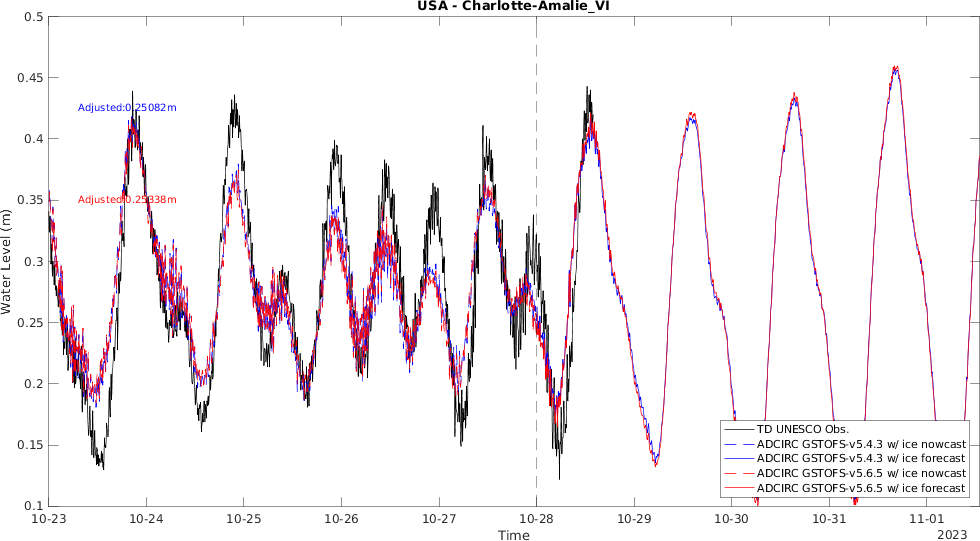 USA - Charlotte-Amalie_VI
0.5
0.45
0.4
0.35
0.3
0.25
0.2
0.15
0.1
Water Level (m)
Adjusted:0.25082m
Adjusted:0.25338m
TD UNESCO Obs.
ADCIRC GSTOFS-v5.4.3 w/ ice nowcast
ADCIRC GSTOFS-v5.4.3 w/ ice forecast
ADCIRC GSTOFS-v5.6.5 w/ ice nowcast
ADCIRC GSTOFS-v5.6.5 w/ ice forecast
10-23 10-24 10-25 10-26 10-27 10-28 10-29 10-30 10-31 11-01
Time
2023